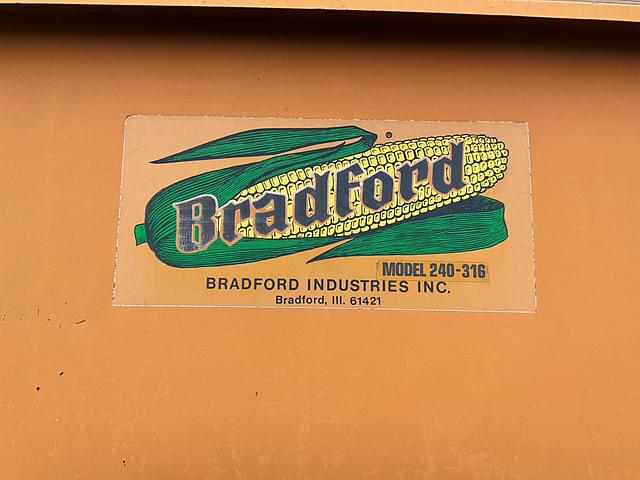 Bradford
MODEL 240-316
BRADFORD INDUSTRIES INC.
Bradford, Ill. 61421